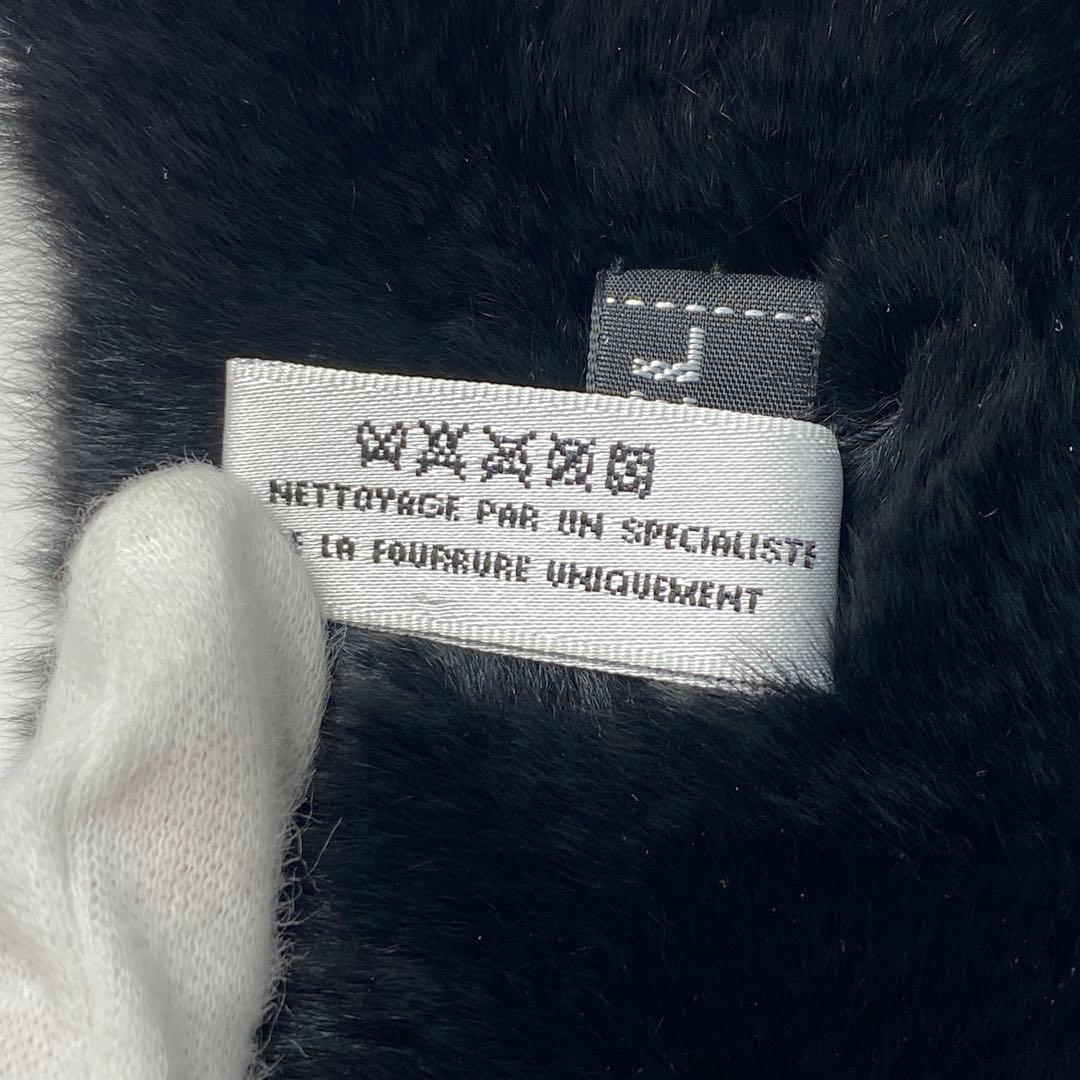 NETTOYAGE PAR UN SPECIALISTE
LA FOURRURE UNIQUEMENT